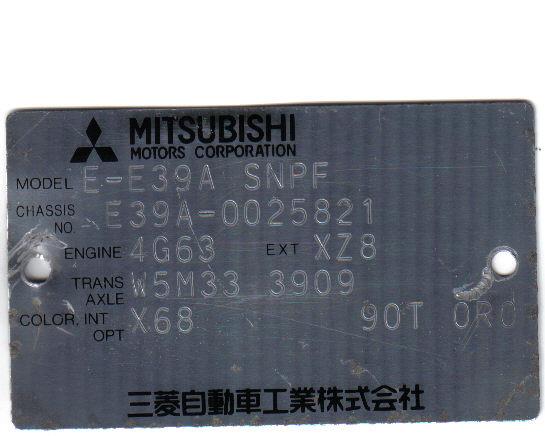 MITSUBISHI
MOTORS CORPORATION
MODEL E-E39A SNPF
CHASSIS NO. E39A-0025821
ENGINE 4G63 EXT XZ8
TRANS AXLE W5M33 3909
COLOR, INT OPT X68 90T 0R0
三菱自動車工業株式会社